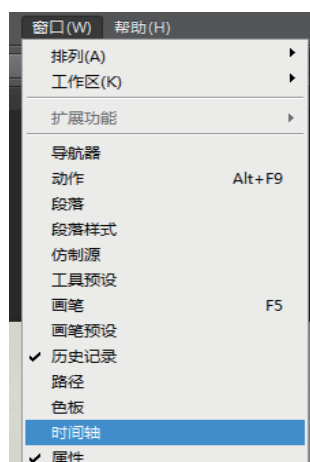 窗口(W) 帮助(H)
排列(A)
工作区(K)
扩展功能
导航器
动作 Alt+F9
段落
段落样式
仿制源
工具预设
画笔 F5
画笔预设
历史记录
路径
色板
时间轴
属性